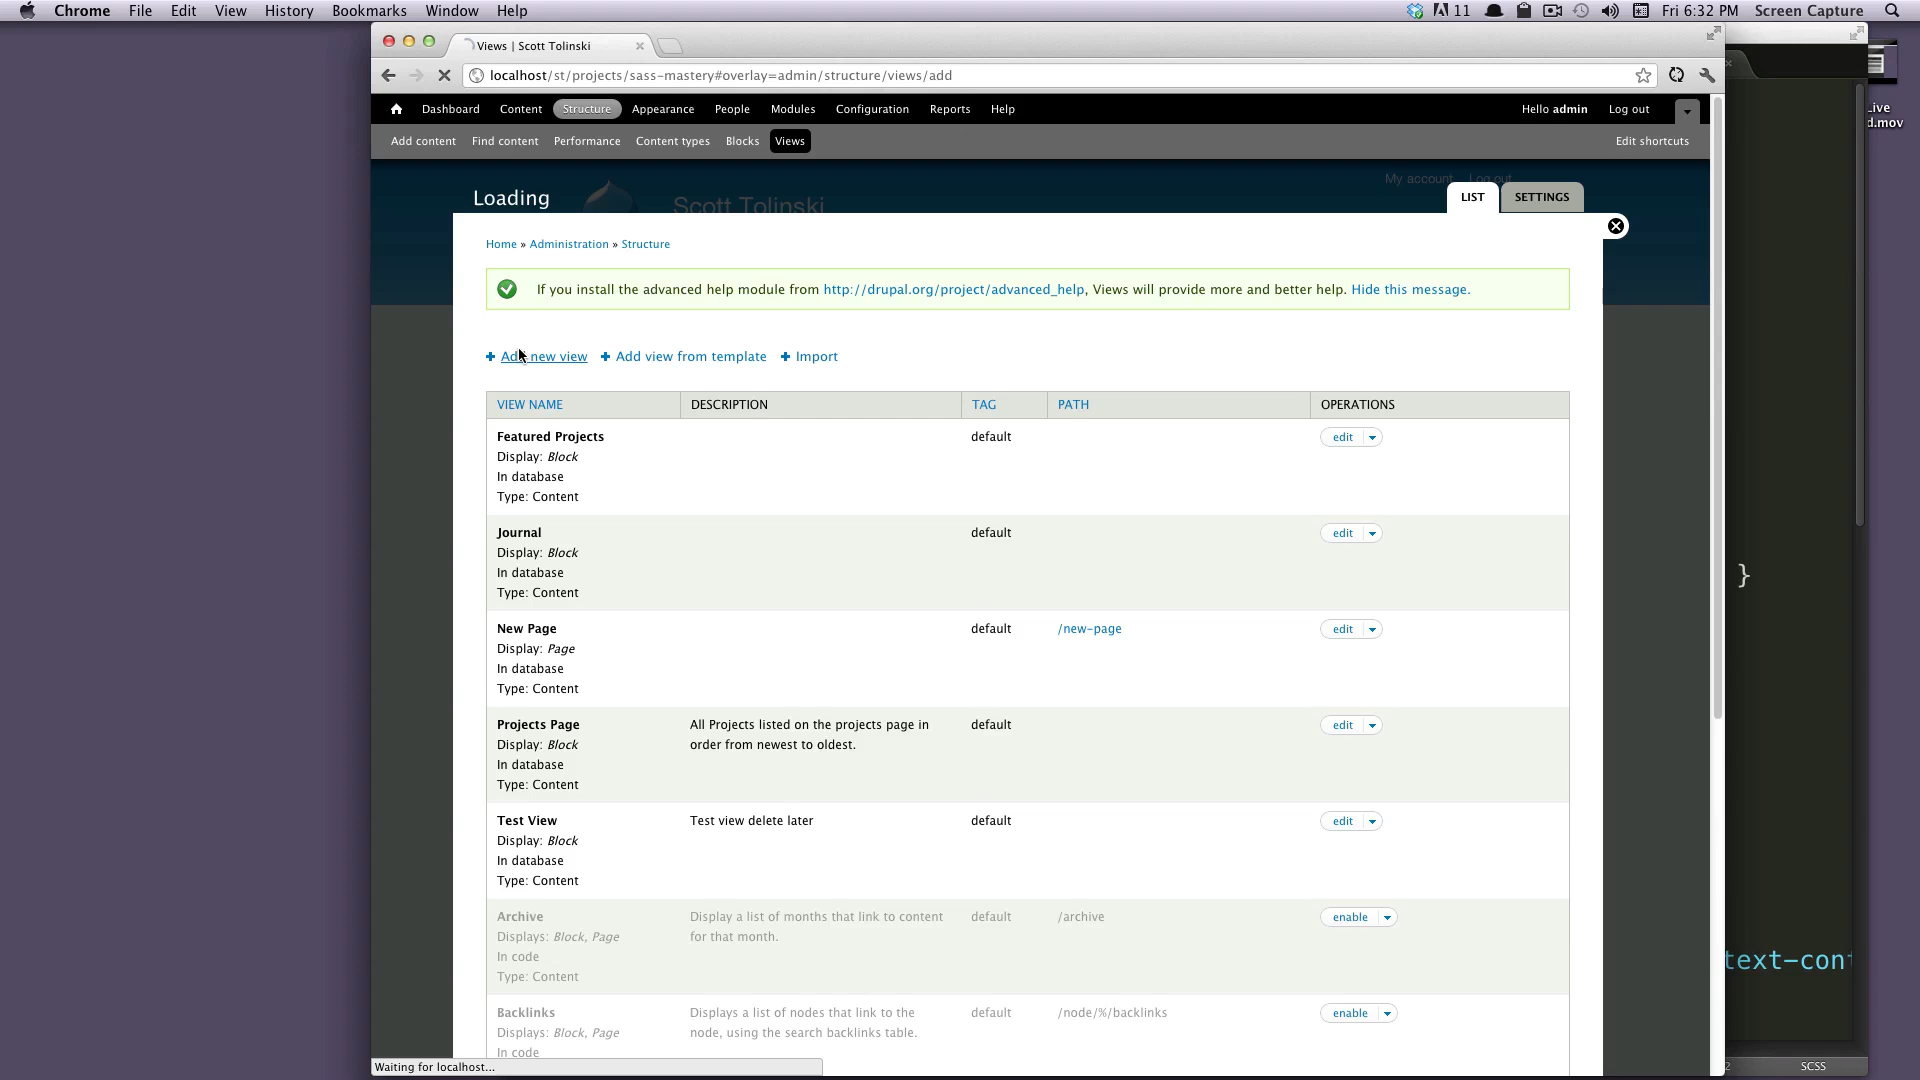 Chrome File Edit View History Bookmarks Window Help 11 Fri 6:32 PM Screen Capture
Views | Scott Tolinski
localhost/st/projects/sass-mastery#overlay=admin/structure/views/add
Dashboard Content Structure Appearance People Modules Configuration Reports Help Hello admin Log out
Live
d.mov
Add content Find content Performance Content types Blocks Views Edit shortcuts
My account Log out
Loading Scott Tolinski LIST SETTINGS
Home » Administration » Structure
If you install the advanced help module from http://drupal.org/project/advanced_help, Views will provide more and better help. Hide this message.
+ Add new view + Add view from template + Import
VIEW NAME DESCRIPTION TAG PATH OPERATIONS
Featured Projects default edit
Display: Block
In database
Type: Content
Journal default edit
Display: Block
In database
Type: Content
}
New Page default /new-page edit
Display: Page
In database
Type: Content
Projects Page All Projects listed on the projects page in default edit
Display: Block order from newest to oldest.
In database
Type: Content
Test View Test view delete later default edit
Display: Block
In database
Type: Content
Archive Display a list of months that link to content default /archive enable
Displays: Block, Page for that month.
In code
text-cont
Type: Content
Backlinks Displays a list of nodes that link to the default /node/%/backlinks enable
Displays: Block, Page node, using the search backlinks table.
In code
Waiting for localhost... 2 SCSS